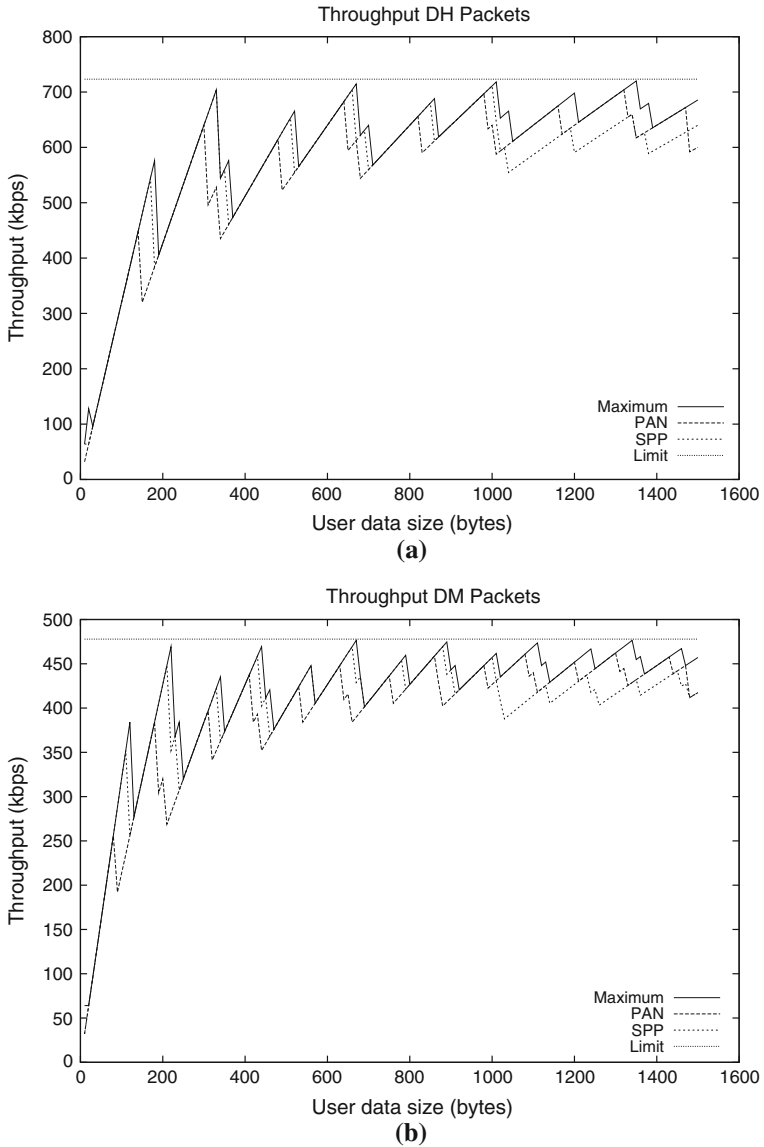 Throughput DH Packets
800
700
600
500
400
300
200
100
0
Throughput (kbps)
Maximum
PAN
SPP
Limit
0 200 400 600 800 1000 1200 1400 1600
User data size (bytes)
(a)
Throughput DM Packets
500
450
400
350
300
250
200
150
100
50
0
Throughput (kbps)
Maximum
PAN
SPP
Limit
0 200 400 600 800 1000 1200 1400 1600
User data size (bytes)
(b)